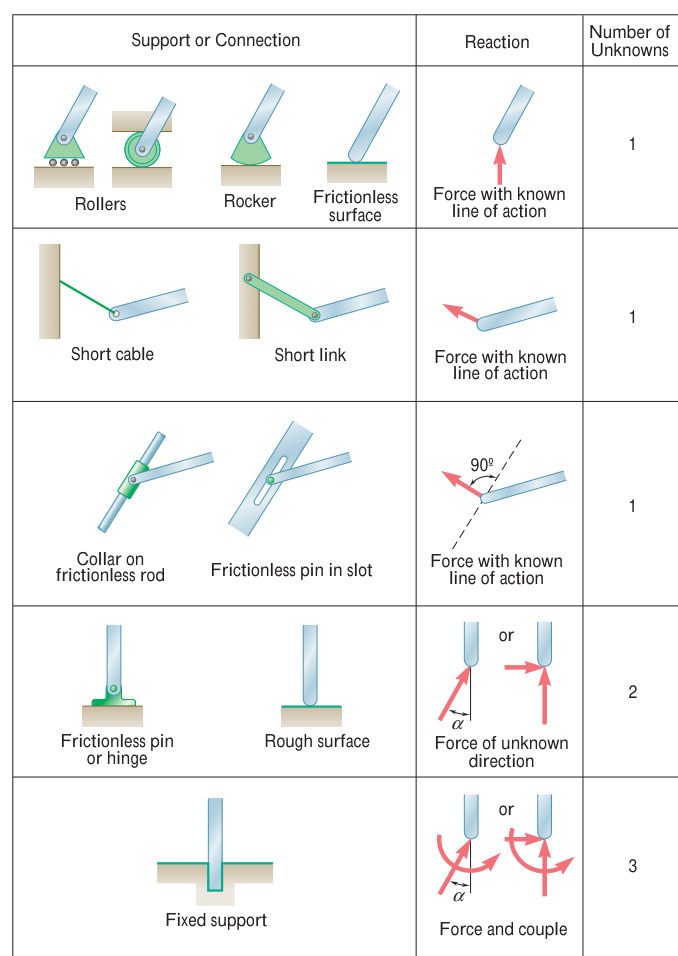 Support or Connection
Reaction
Number of
Unknowns
Rollers
Rocker
Frictionless
surface
Force with known
line of action
1
Short cable
Short link
Force with known
line of action
1
Collar on
frictionless rod
Frictionless pin in slot
90º
Force with known
line of action
1
Frictionless pin
or hinge
Rough surface
or
α
Force of unknown
direction
2
Fixed support
or
α
Force and couple
3